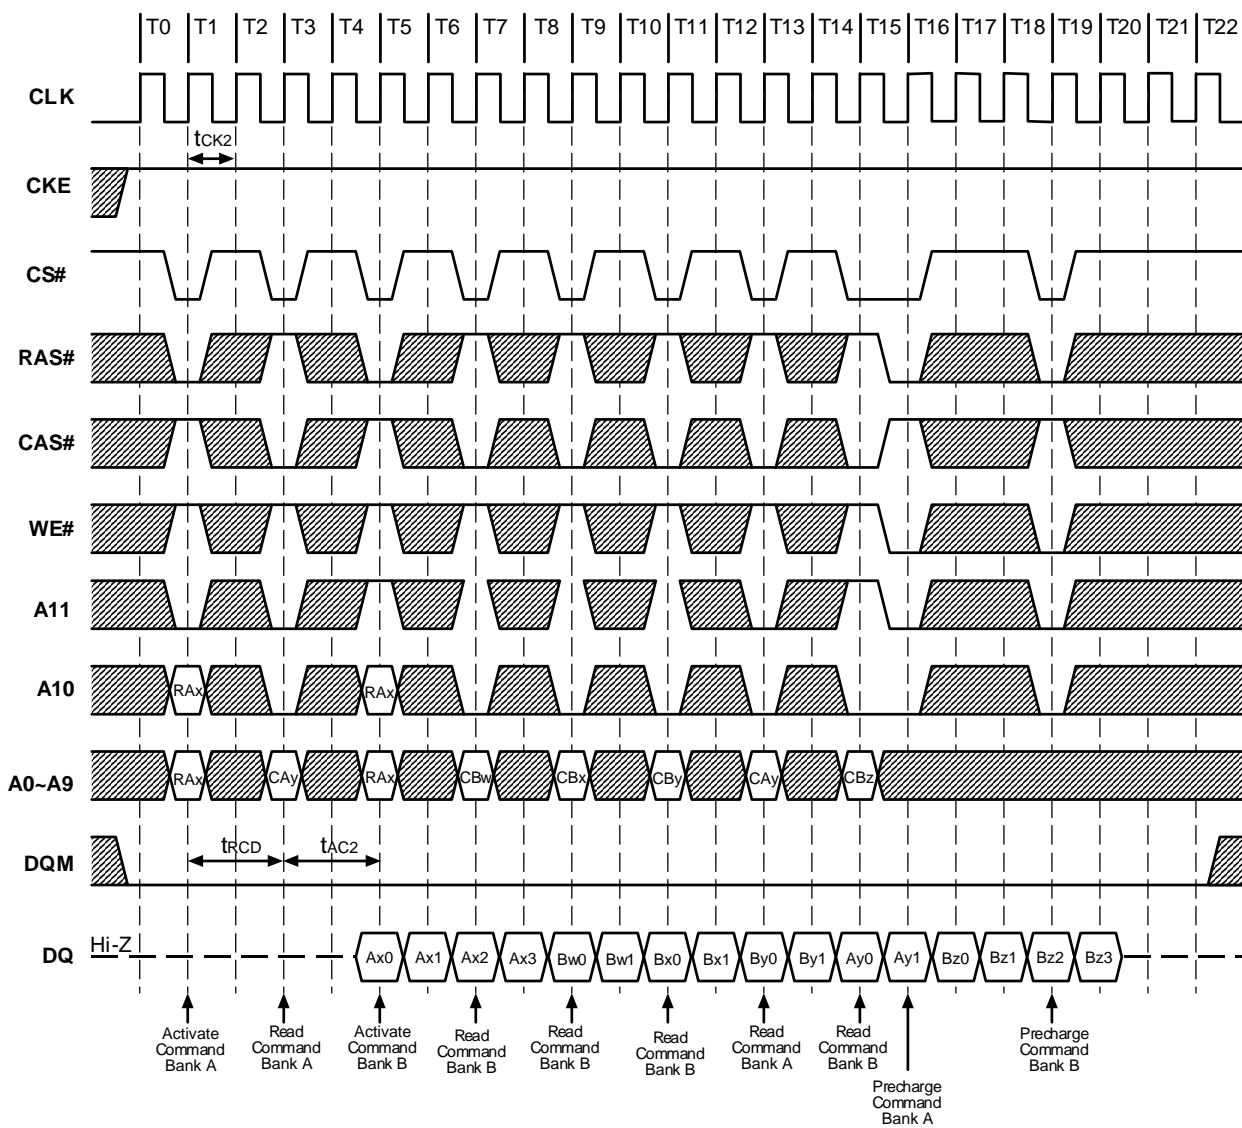 T0 T1 T2 T3 T4 T5 T6 T7 T8 T9 T10 T11 T12 T13 T14 T15 T16 T17 T18 T19 T20 T21 T22
CLK
tCK2
CKE
CS#
RAS#
CAS#
WE#
A11
A10 RAx RAx
A0~A9 RAx CAy RAx CBw CBx CBy CAy CBz
DQM tRCD tAC2
DQ Hi-Z Ax0 Ax1 Ax2 Ax3 Bw0 Bw1 Bx0 Bx1 By0 By1 Ay0 Ay1 Bz0 Bz1 Bz2 Bz3
Activate
Command
Bank A
Read
Command
Bank A
Activate
Command
Bank B
Read
Command
Bank B
Read
Command
Bank B
Read
Command
Bank B
Read
Command
Bank A
Read
Command
Bank B
Precharge
Command
Bank A
Precharge
Command
Bank B